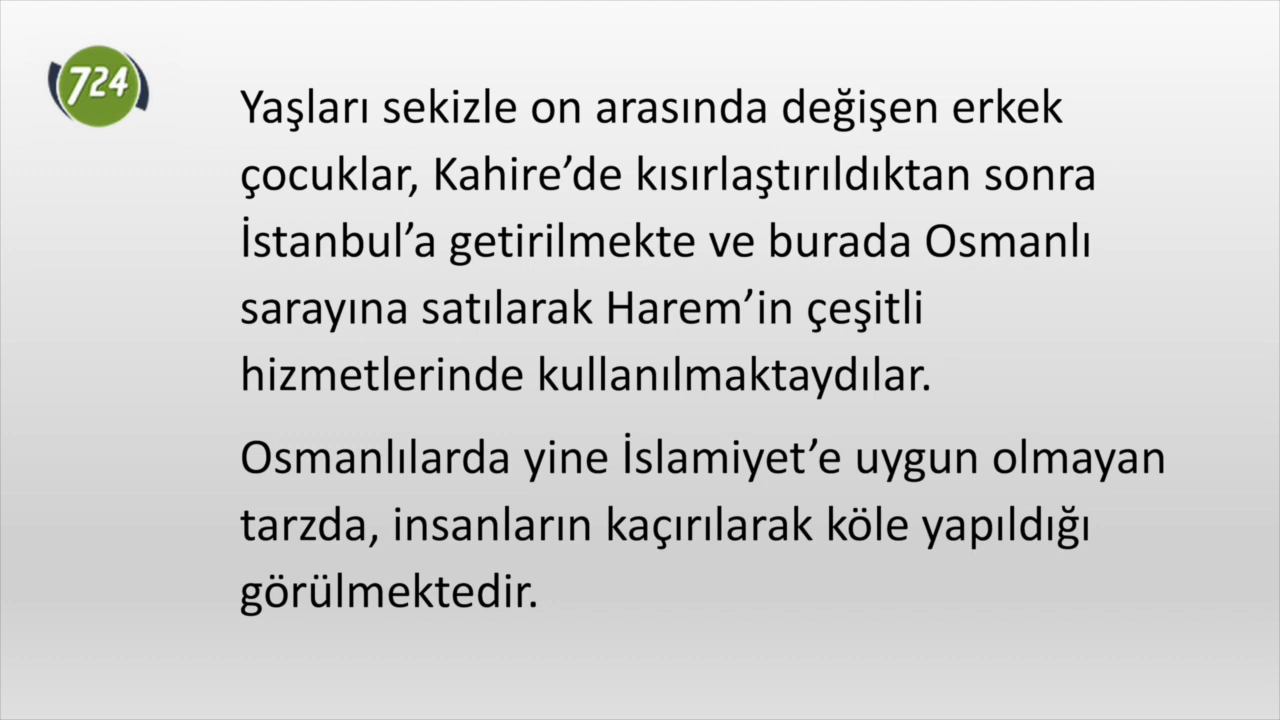 724
Yaşları sekizle on arasında değişen erkek
çocuklar, Kahire’de kısırlaştırıldıktan sonra
İstanbul’a getirilmekte ve burada Osmanlı
sarayına satılarak Harem’in çeşitli
hizmetlerinde kullanılmaktaydılar.
Osmanlılarda yine İslamiyet’e uygun olmayan
tarzda, insanların kaçırılarak köle yapıldığı
görülmektedir.